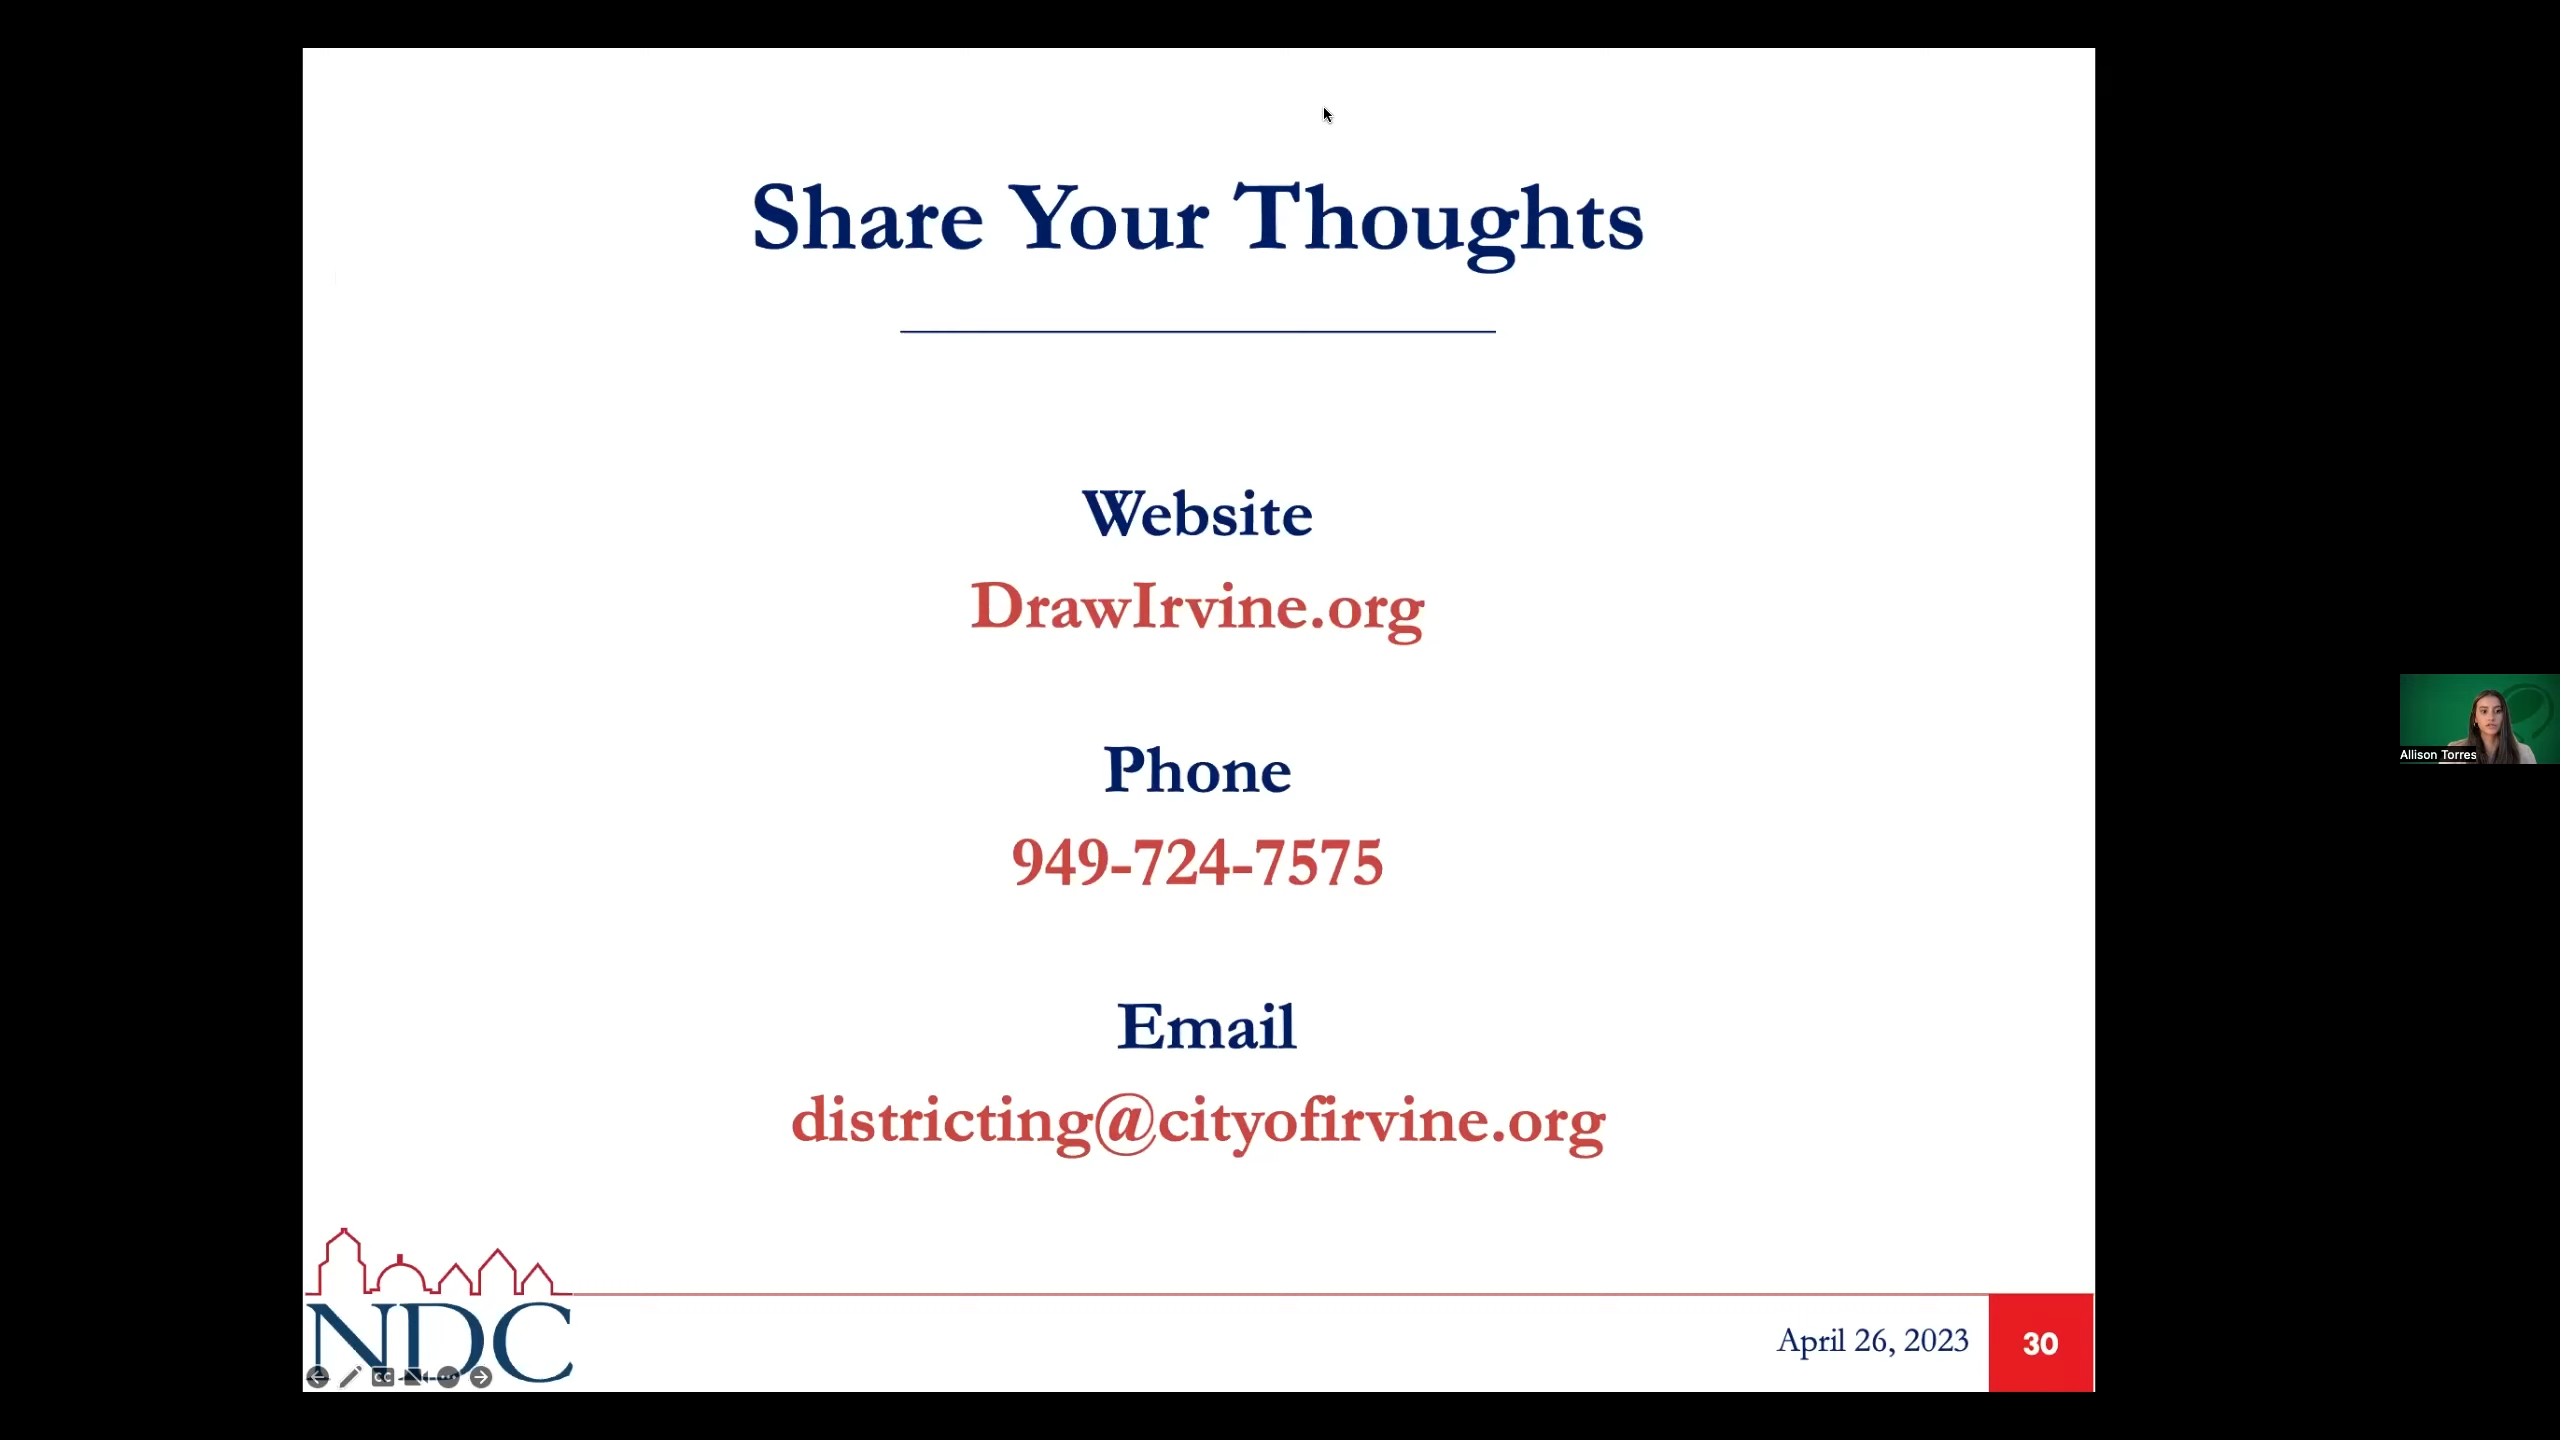 Share Your Thoughts
Website
DrawIrvine.org
Phone
949-724-7575
Email
districting@cityofirvine.org
Allison Torres
NDC
CC
April 26, 2023
30